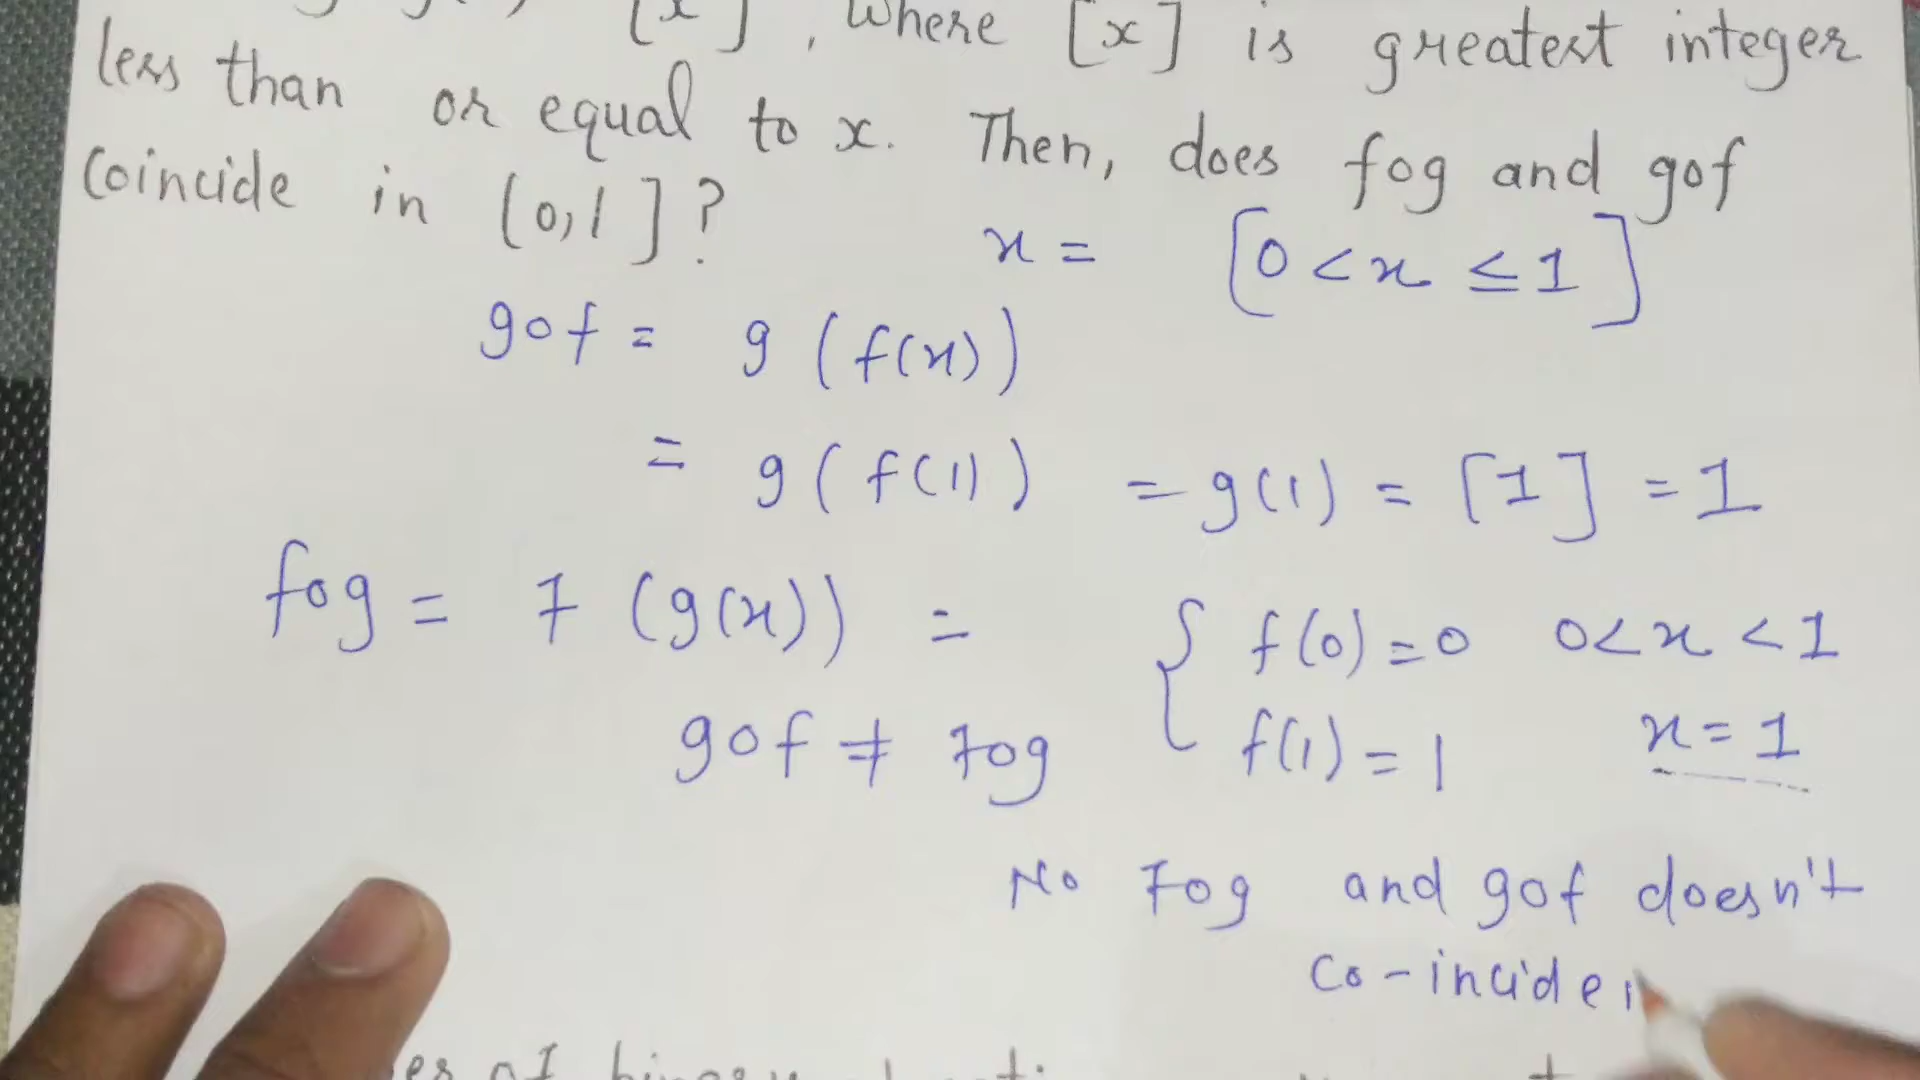 [x], where [x] is greatest integer
less than or equal to x. Then, does fog and gof
coincide in (0,1]?
x = [0<x≤1]
gof = g(f(x))
= g(f(1)) = g(1) = [1] = 1
fog = f(g(x)) = { f(0)=0 0<x<1
f(1)=1 x=1
gof ≠ fog
No fog and gof doesn't
co-incide